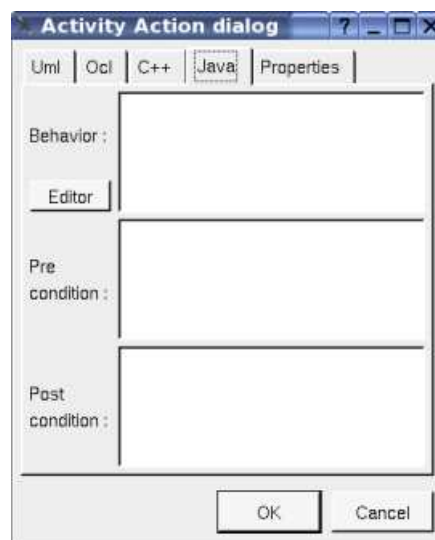 Activity Action dialog
Uml Ocl C++ Java Properties
Behavior :
Editor
Pre
condition :
Post
condition :
OK Cancel